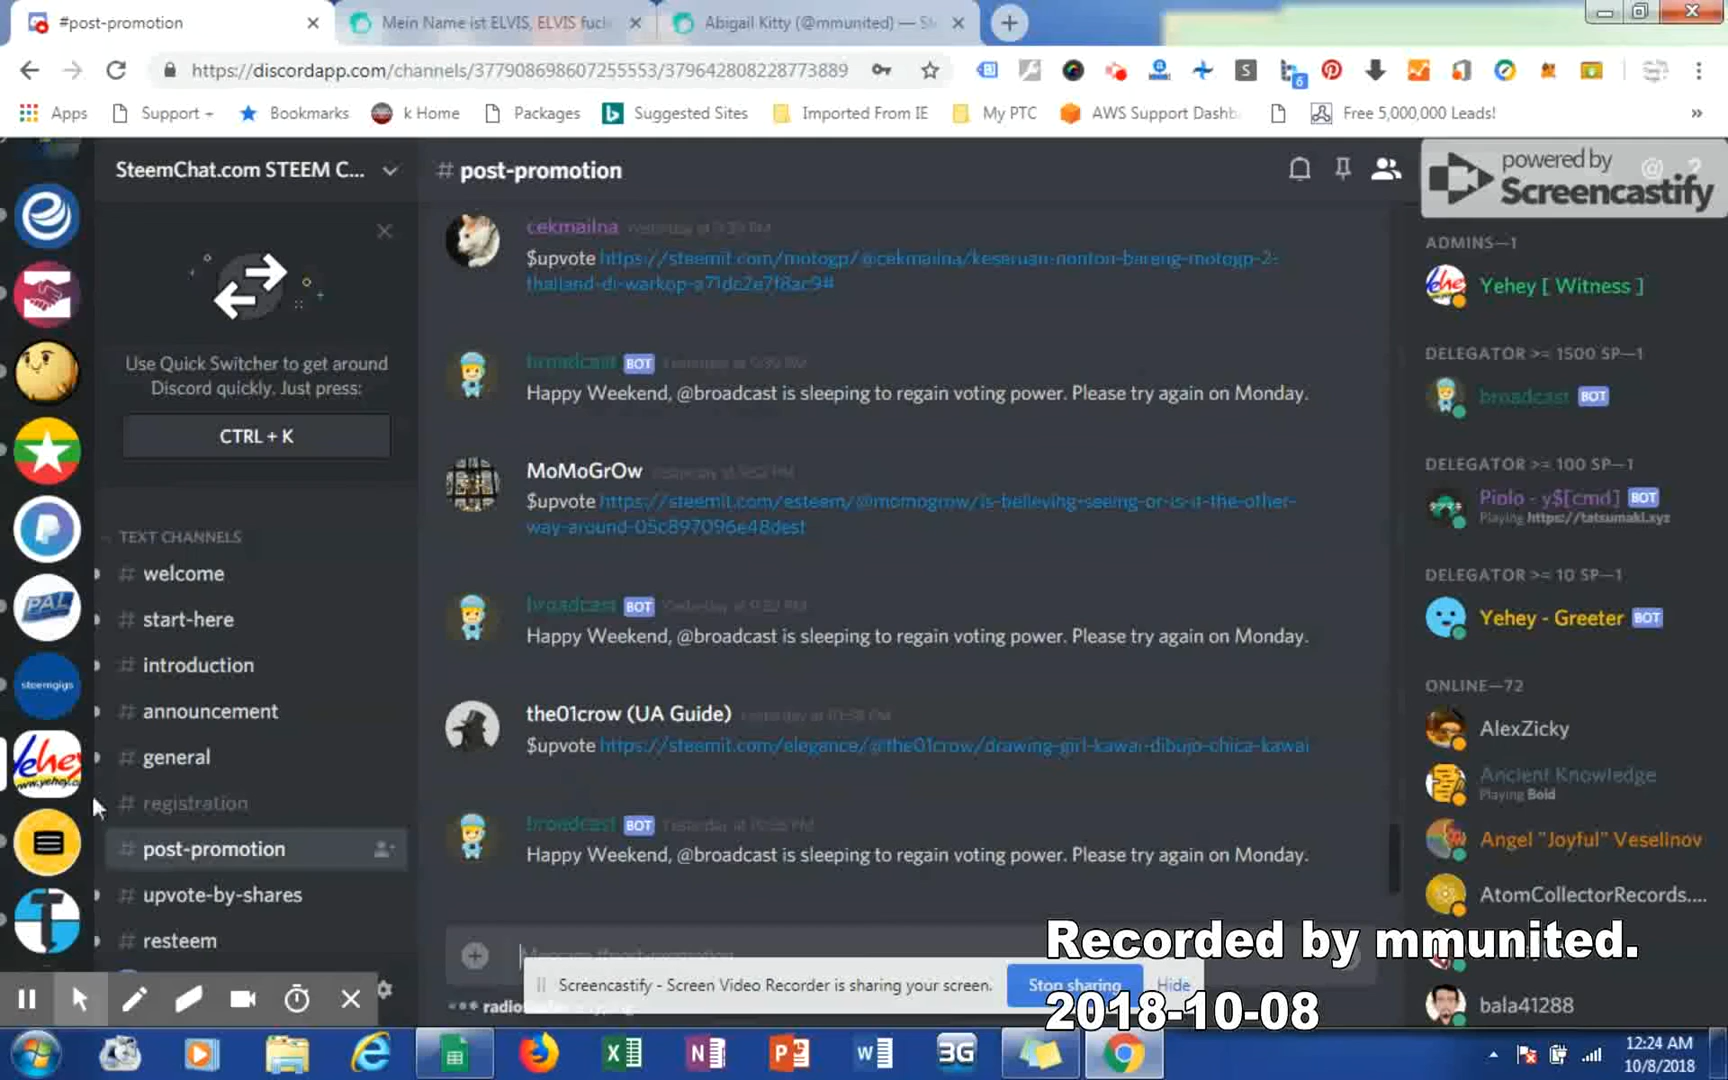 #post-promotion
Mein Name ist ELVIS, ELVIS fuc
Abigail Kitty (@mmunited) — St
https://discordapp.com/channels/377908698607255553/379642808228773889
Apps
Support
Bookmarks
k Home
Packages
Suggested Sites
Imported From IE
My PTC
AWS Support Dashb
Free 5,000,000 Leads!
»
SteemChat.com STEEM C...
# post-promotion
powered by
Screencastify
Use Quick Switcher to get around
Discord quickly. Just press:
CTRL + K
TEXT CHANNELS
# welcome
# start-here
# introduction
# announcement
# general
# registration
# post-promotion
# upvote-by-shares
# resteem
PAL
steemgigs
Yehey
www.yehey.c
cekmailna
$upvote https://steemit.com/motogp/@cekmailna/keseruan-nonton-bareng-motogp-2-
thailand-di-warkop-a71dc2e7f8ac9#
broadcast BOT
Happy Weekend, @broadcast is sleeping to regain voting power. Please try again on Monday.
MoMoGrOw
$upvote https://steemit.com/esteem/@momogrow/is-believing-seeing-or-is-it-the-other-
way-around-05c897096e48dest
broadcast BOT
Happy Weekend, @broadcast is sleeping to regain voting power. Please try again on Monday.
the01crow (UA Guide)
$upvote https://steemit.com/elegance/@the01crow/drawing-girl-kawai-dibujo-chica-kawai
broadcast BOT
Happy Weekend, @broadcast is sleeping to regain voting power. Please try again on Monday.
ADMINS—1
Yehey [ Witness ]
DELEGATOR >= 1500 SP—1
broadcast BOT
DELEGATOR >= 100 SP—1
Piolo - y$[cmd] BOT
Playing https://tatsumaki.xyz
DELEGATOR >= 10 SP—1
Yehey - Greeter BOT
ONLINE—72
AlexZicky
Ancient Knowledge
Playing Bold
Angel "Joyful" Veselinov
AtomCollectorRecords....
bala41288
Screencastify - Screen Video Recorder is sharing your screen.
Stop sharing
Hide
Recorded by mmunited.
2018-10-08
3G
12:24 AM
10/8/2018